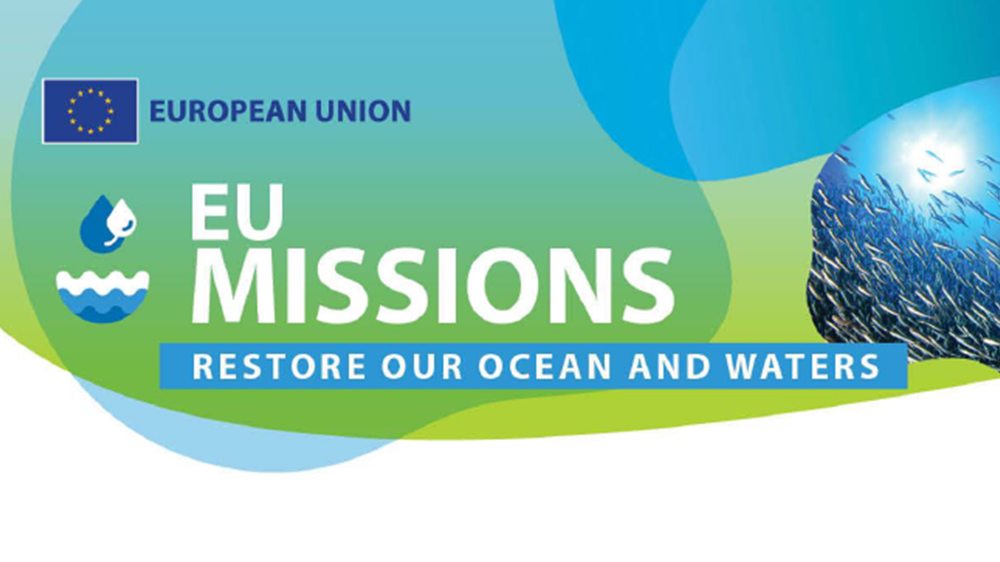 EUROPEAN UNION
EU
MISSIONS
RESTORE OUR OCEAN AND WATERS